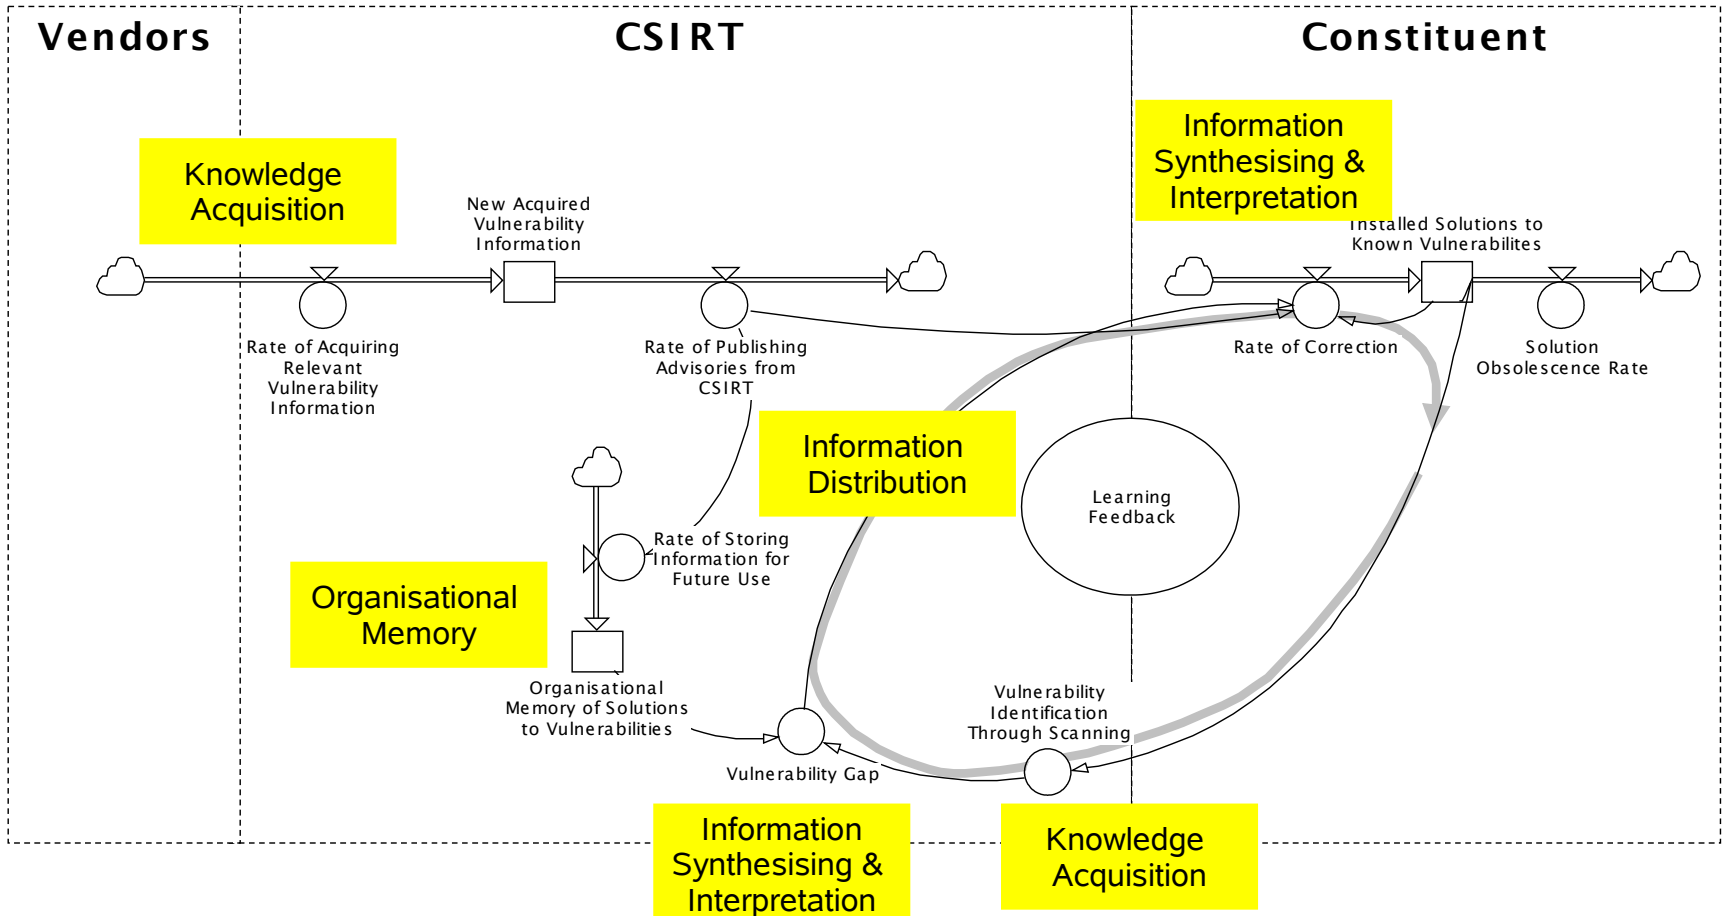 Vendors
CSIRT
Constituent
Knowledge
Acquisition
New Acquired
Vulnerability
Information
Information
Synthesising &
Interpretation
Installed Solutions to
Known Vulnerabilites
Rate of Acquiring
Relevant
Vulnerability
Information
Rate of Publishing
Advisories from
CSIRT
Rate of Correction
Solution
Obsolescence Rate
Information
Distribution
Learning
Feedback
Rate of Storing
Information for
Future Use
Organisational
Memory
Organisational
Memory of Solutions
to Vulnerabilities
Vulnerability
Identification
Through Scanning
Vulnerability Gap
Information
Synthesising &
Interpretation
Knowledge
Acquisition